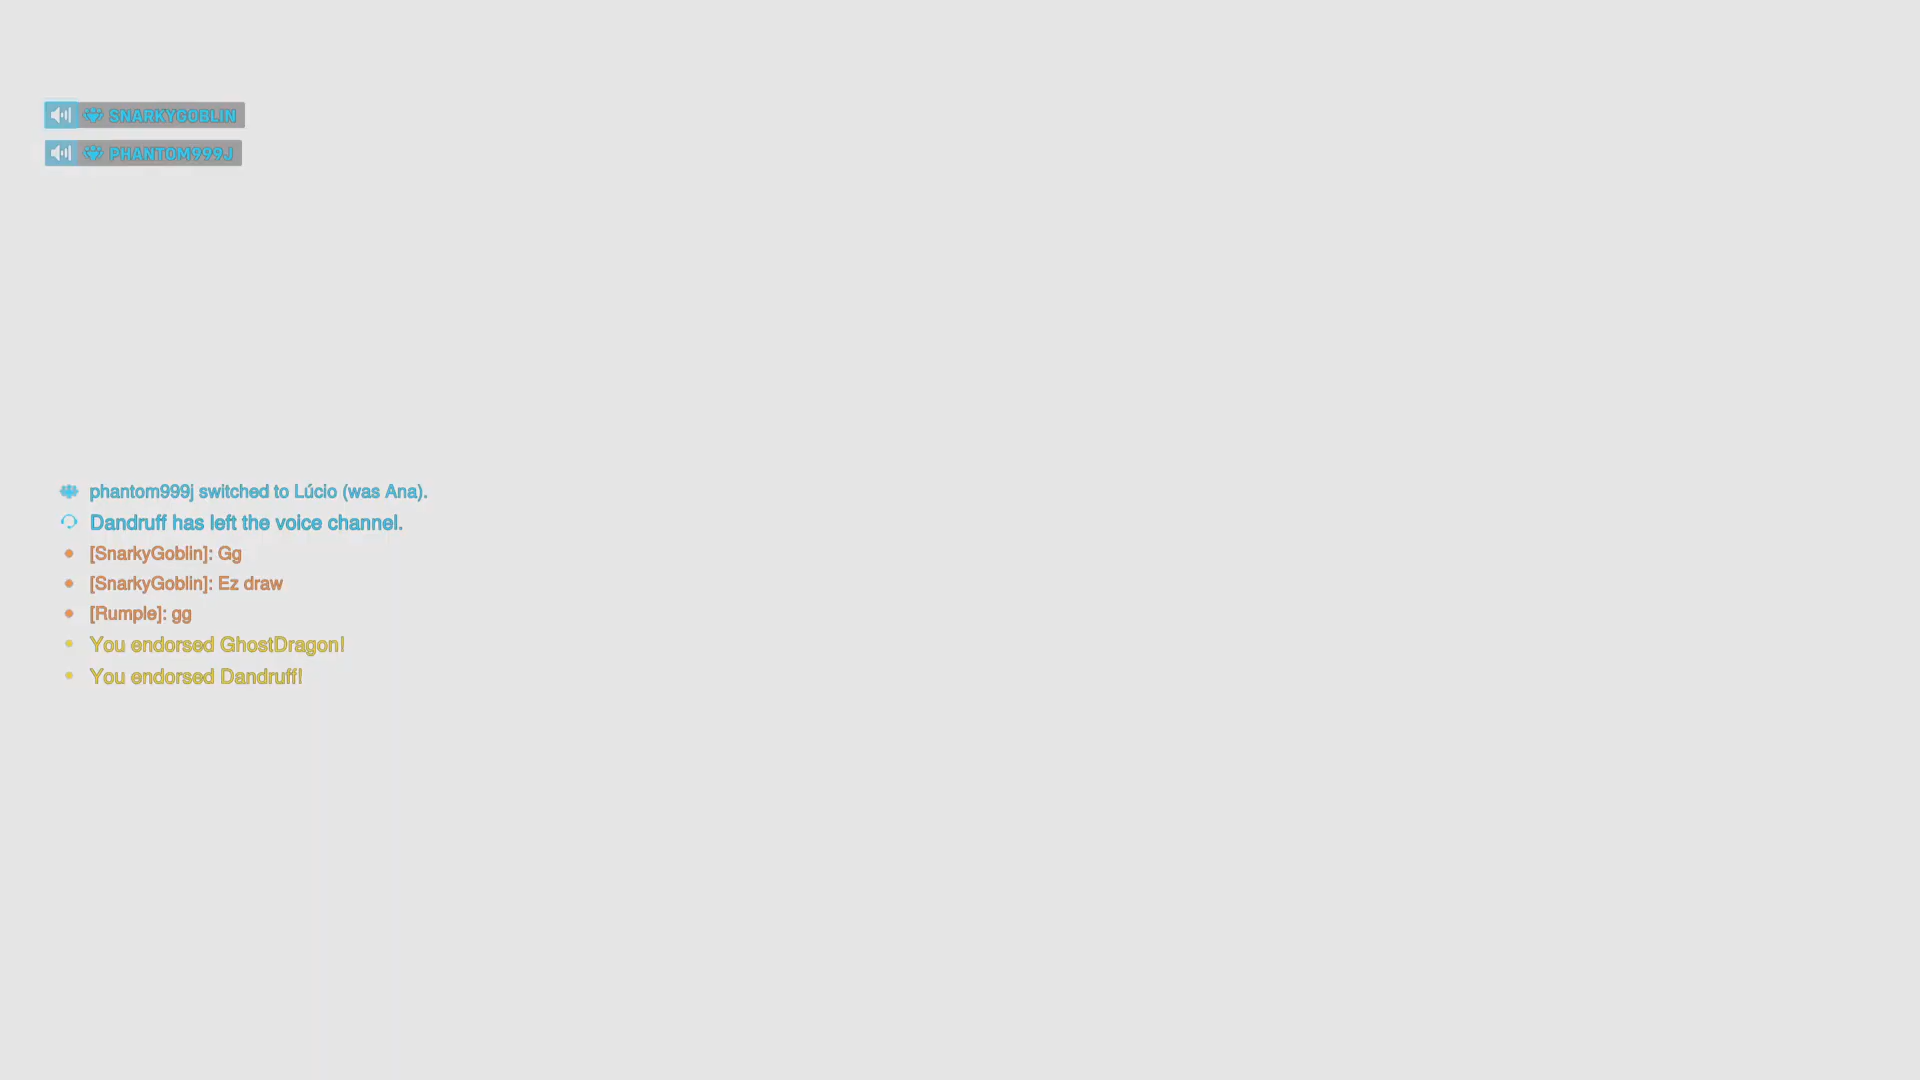 SNARKYGOBLIN
PHANTOM999J
phantom999j switched to Lúcio (was Ana).
Dandruff has left the voice channel.
[SnarkyGoblin]: Gg
[SnarkyGoblin]: Ez draw
[Rumple]: gg
You endorsed GhostDragon!
You endorsed Dandruff!